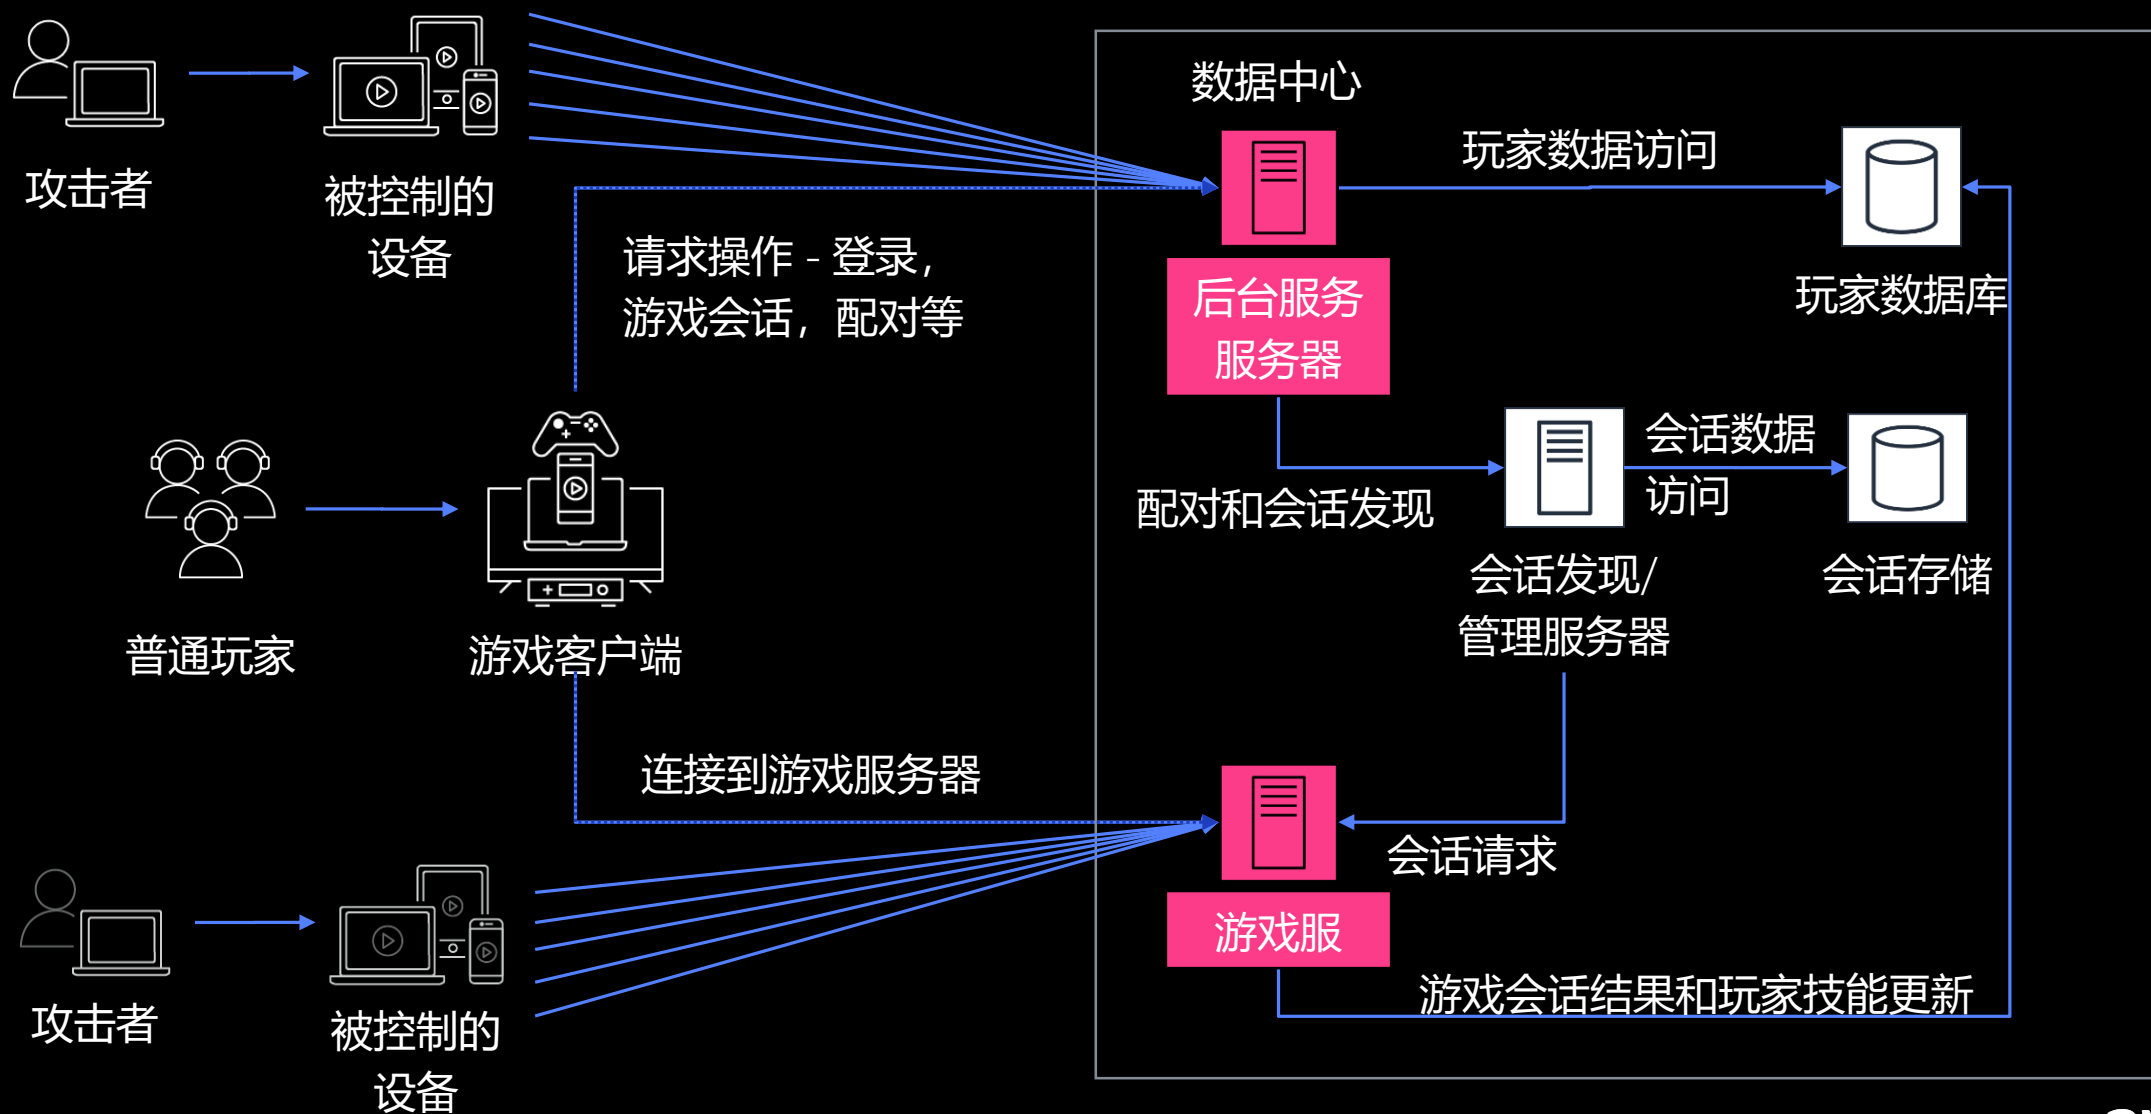 数据中心
玩家数据访问
攻击者
被控制的
设备
请求操作 - 登录，
游戏会话，配对等
后台服务
服务器
玩家数据库
会话数据
访问
配对和会话发现
会话发现/
管理服务器
会话存储
普通玩家
游戏客户端
连接到游戏服务器
会话请求
游戏服
游戏会话结果和玩家技能更新
攻击者
被控制的
设备